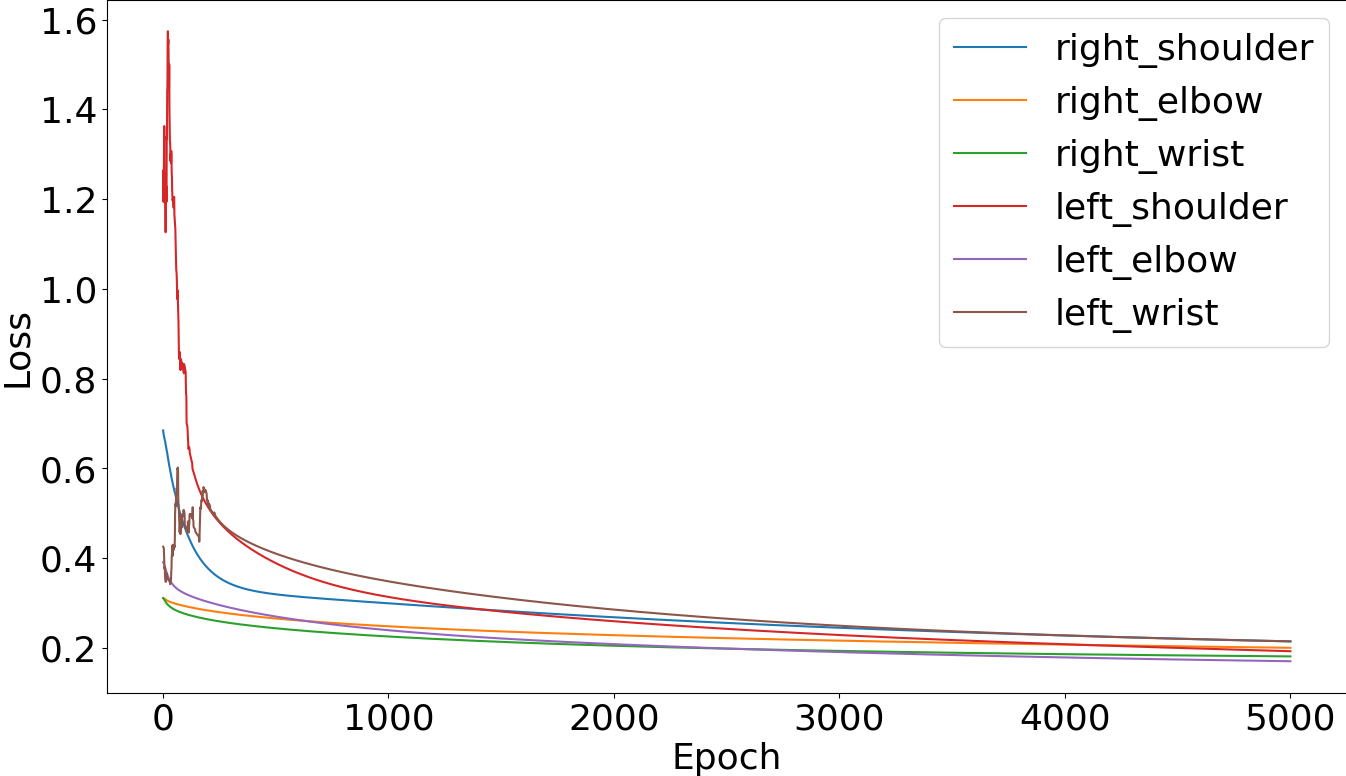 1.6
1.4
1.2
1.0
0.8
0.6
0.4
0.2
Loss
0 1000 2000 3000 4000 5000
Epoch
right_shoulder
right_elbow
right_wrist
left_shoulder
left_elbow
left_wrist